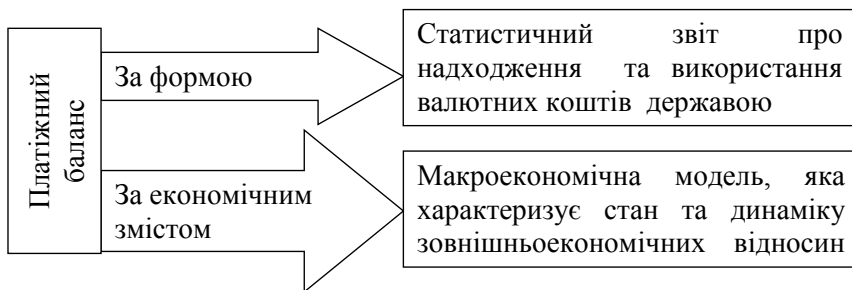 Платіжний
баланс
За формою
Статистичний звіт про
надходження та використання
валютних коштів державою
За економічним
змістом
Макроекономічна модель, яка
характеризує стан та динаміку
зовнішньоекономічних відносин